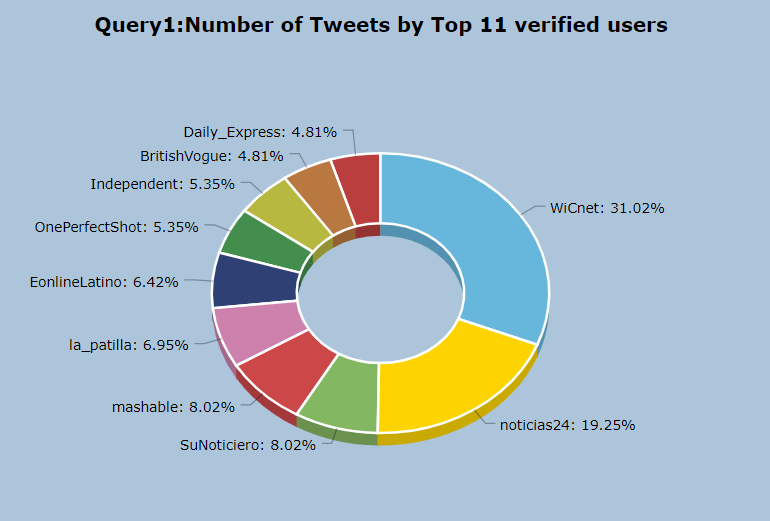 Query1:Number of Tweets by Top 11 verified users
Daily_Express: 4.81%
BritishVogue: 4.81%
Independent: 5.35%
WiCnet: 31.02%
OnePerfectShot: 5.35%
EonlineLatino: 6.42%
la_patilla: 6.95%
mashable: 8.02%
noticias24: 19.25%
SuNoticiero: 8.02%